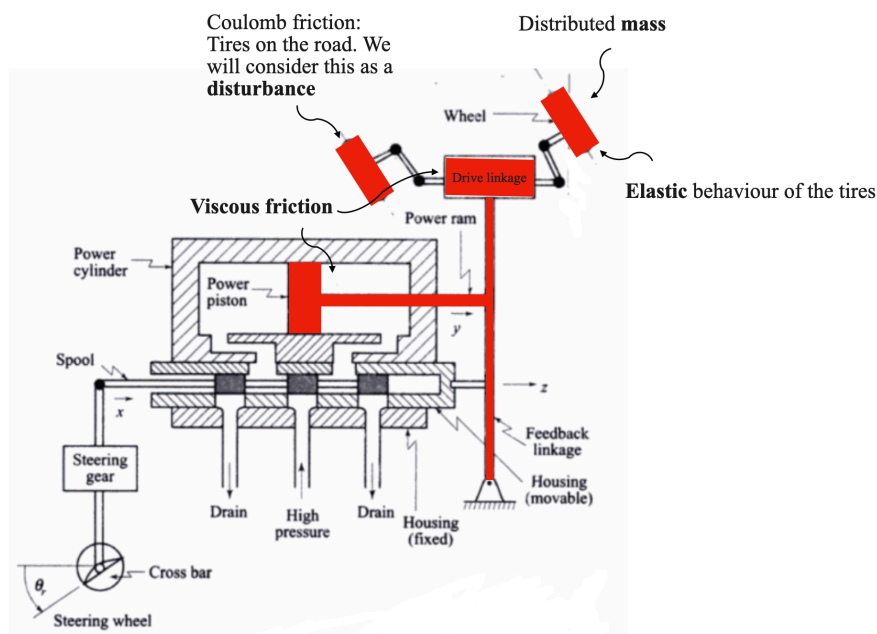 Coulomb friction:
Tires on the road. We
will consider this as a
disturbance
Distributed mass
Wheel
Drive linkage
Elastic behaviour of the tires
Viscous friction
Power ram
Power
cylinder
Power
piston
y
Spool
x
z
Steering
gear
Feedback
linkage
Housing
(movable)
Drain
High
pressure
Drain
Housing
(fixed)
Cross bar
θr
Steering wheel